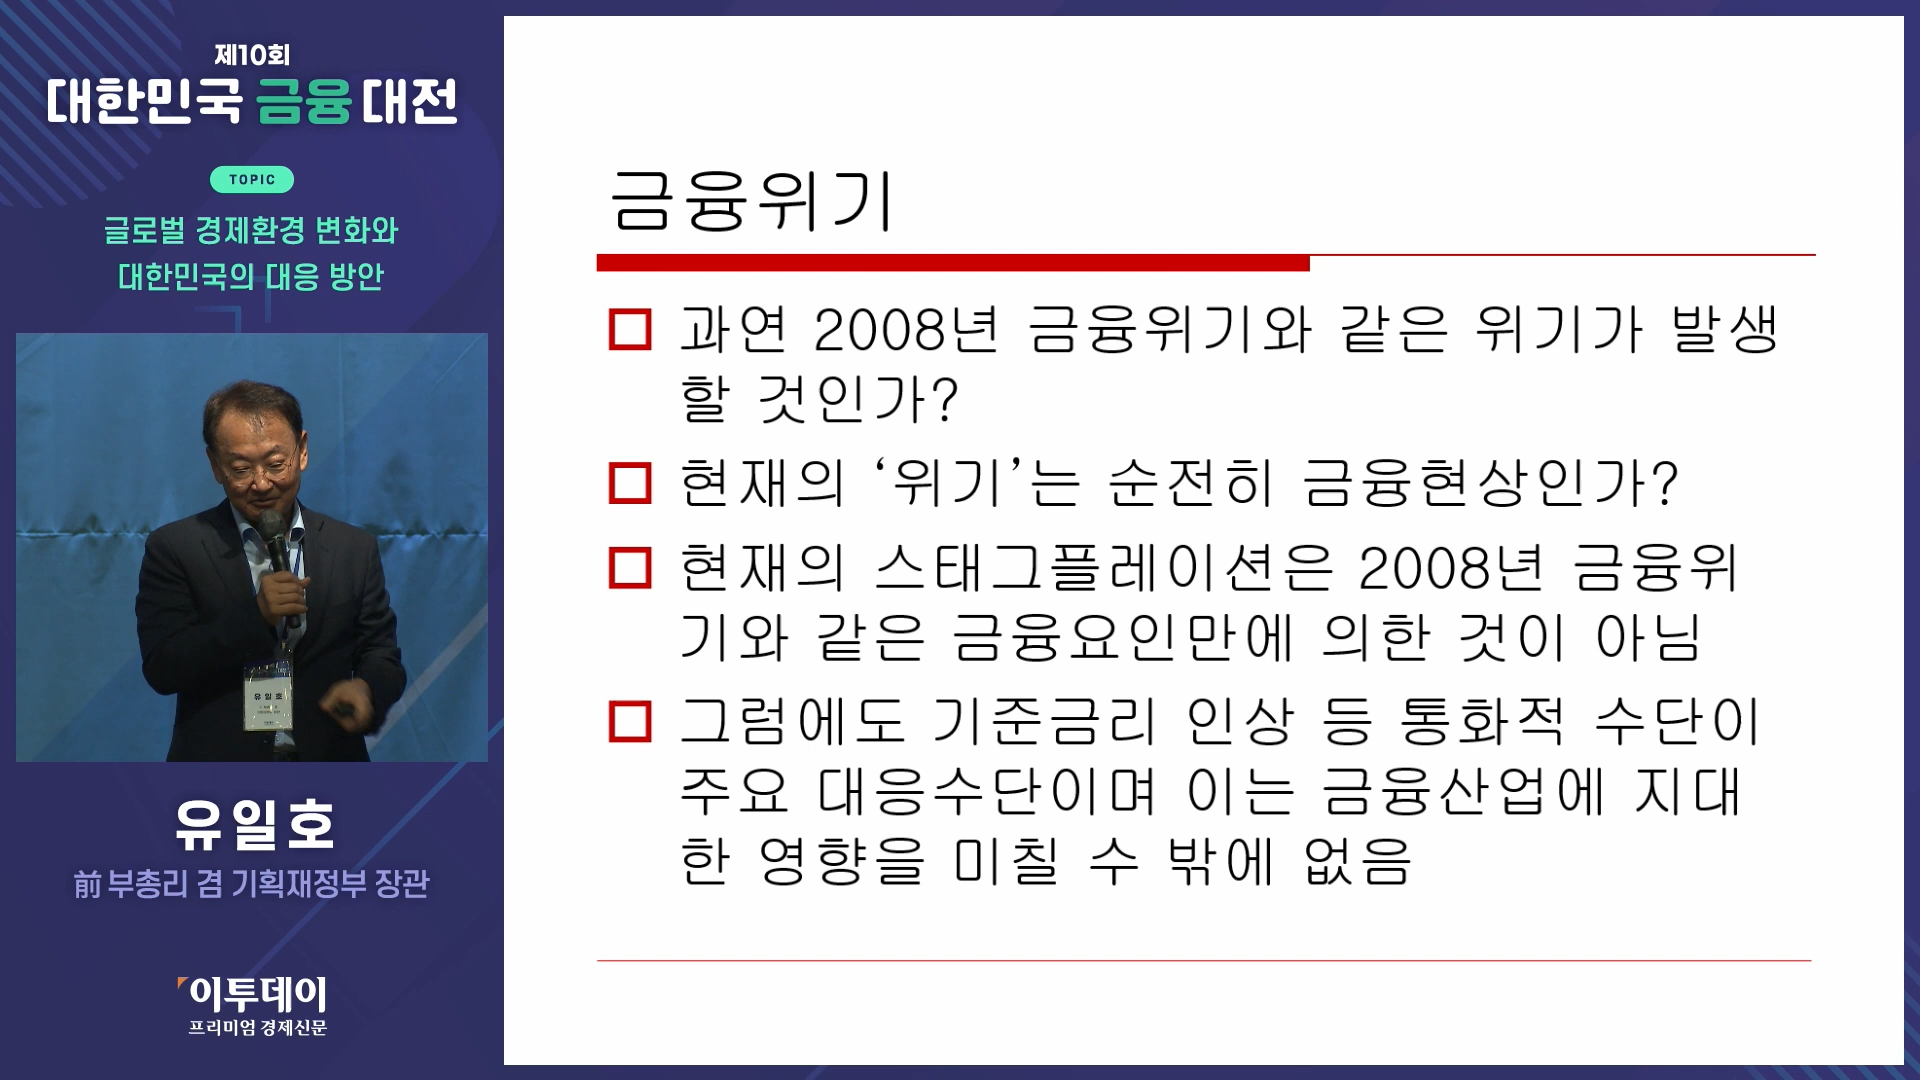 제10회
대한민국 금융대전
TOPIC
글로벌 경제환경 변화와
대한민국의 대응 방안
유 일 호
유일호
前 부총리 겸 기획재정부 장관
이투데이
프리미엄 경제신문
금융위기
과연 2008년 금융위기와 같은 위기가 발생
할 것인가?
현재의 ‘위기’는 순전히 금융현상인가?
현재의 스태그플레이션은 2008년 금융위
기와 같은 금융요인만에 의한 것이 아님
그럼에도 기준금리 인상 등 통화적 수단이
주요 대응수단이며 이는 금융산업에 지대
한 영향을 미칠 수 밖에 없음